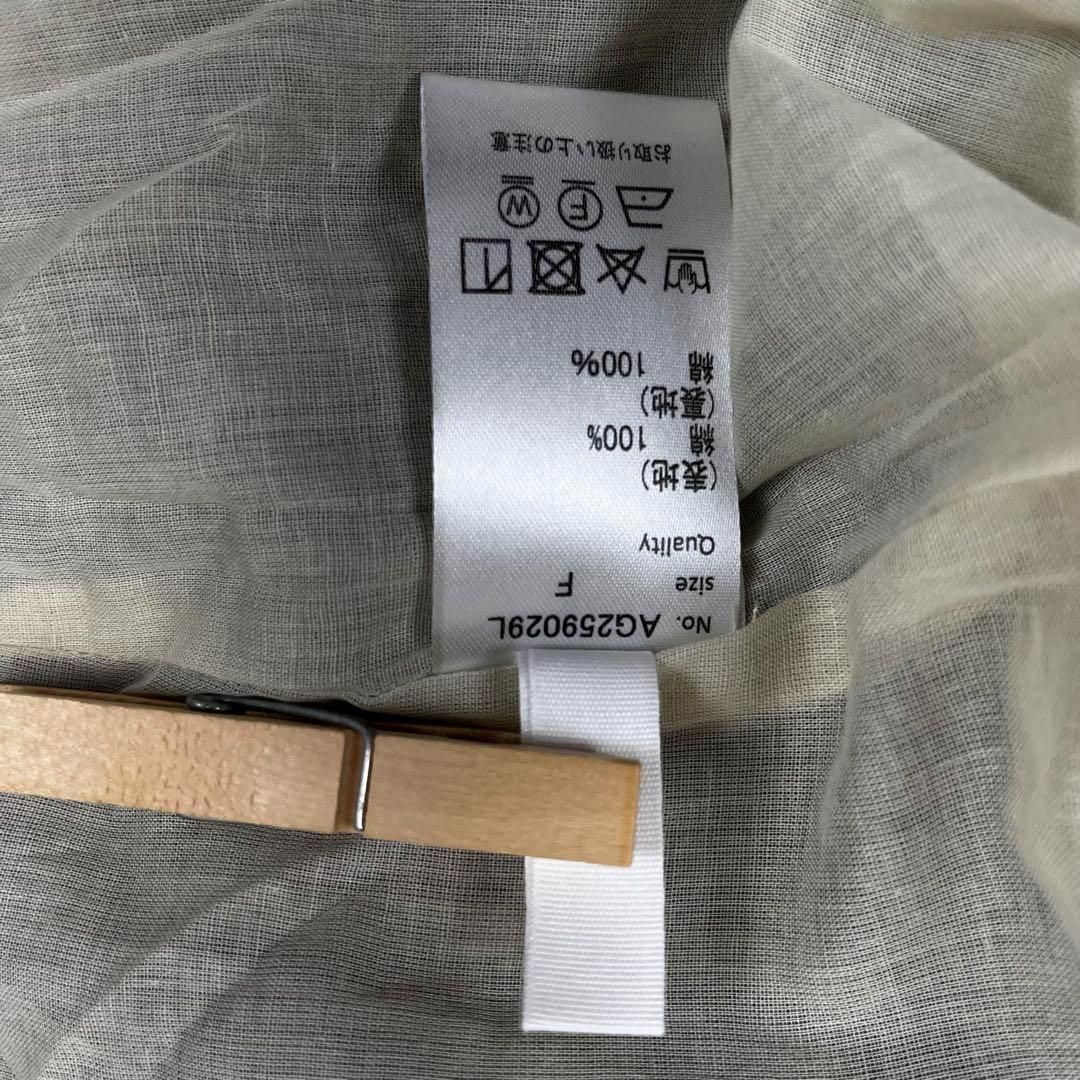 No. AG259029L
size F
Quality
(表地)
綿 100%
(裏地)
綿 100%
F W
お取り扱い上の注意